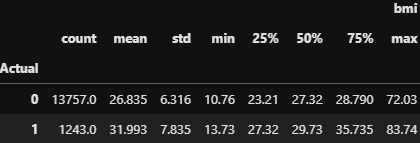 bmi
count mean std min 25% 50% 75% max
Actual
0 13757.0 26.835 6.316 10.76 23.21 27.32 28.790 72.03
1 1243.0 31.993 7.835 13.73 27.32 29.73 35.735 83.74